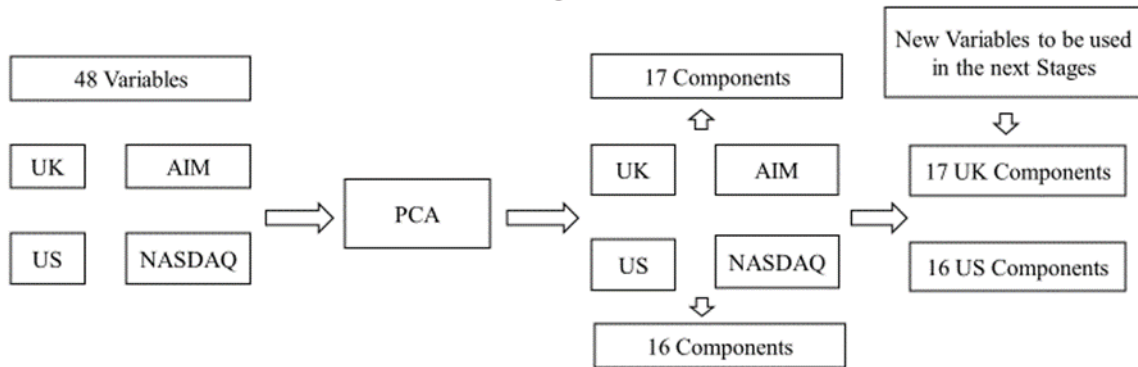 48 Variables
UK
AIM
US
NASDAQ
PCA
17 Components
UK
AIM
US
NASDAQ
16 Components
New Variables to be used
in the next Stages
17 UK Components
16 US Components